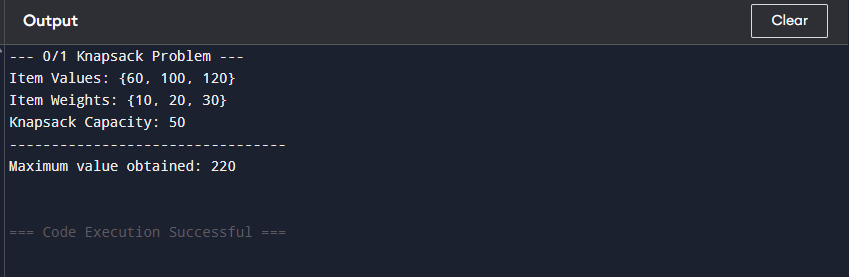 Output
Clear
--- 0/1 Knapsack Problem ---
Item Values: {60, 100, 120}
Item Weights: {10, 20, 30}
Knapsack Capacity: 50
---------------------------------
Maximum value obtained: 220
=== Code Execution Successful ===